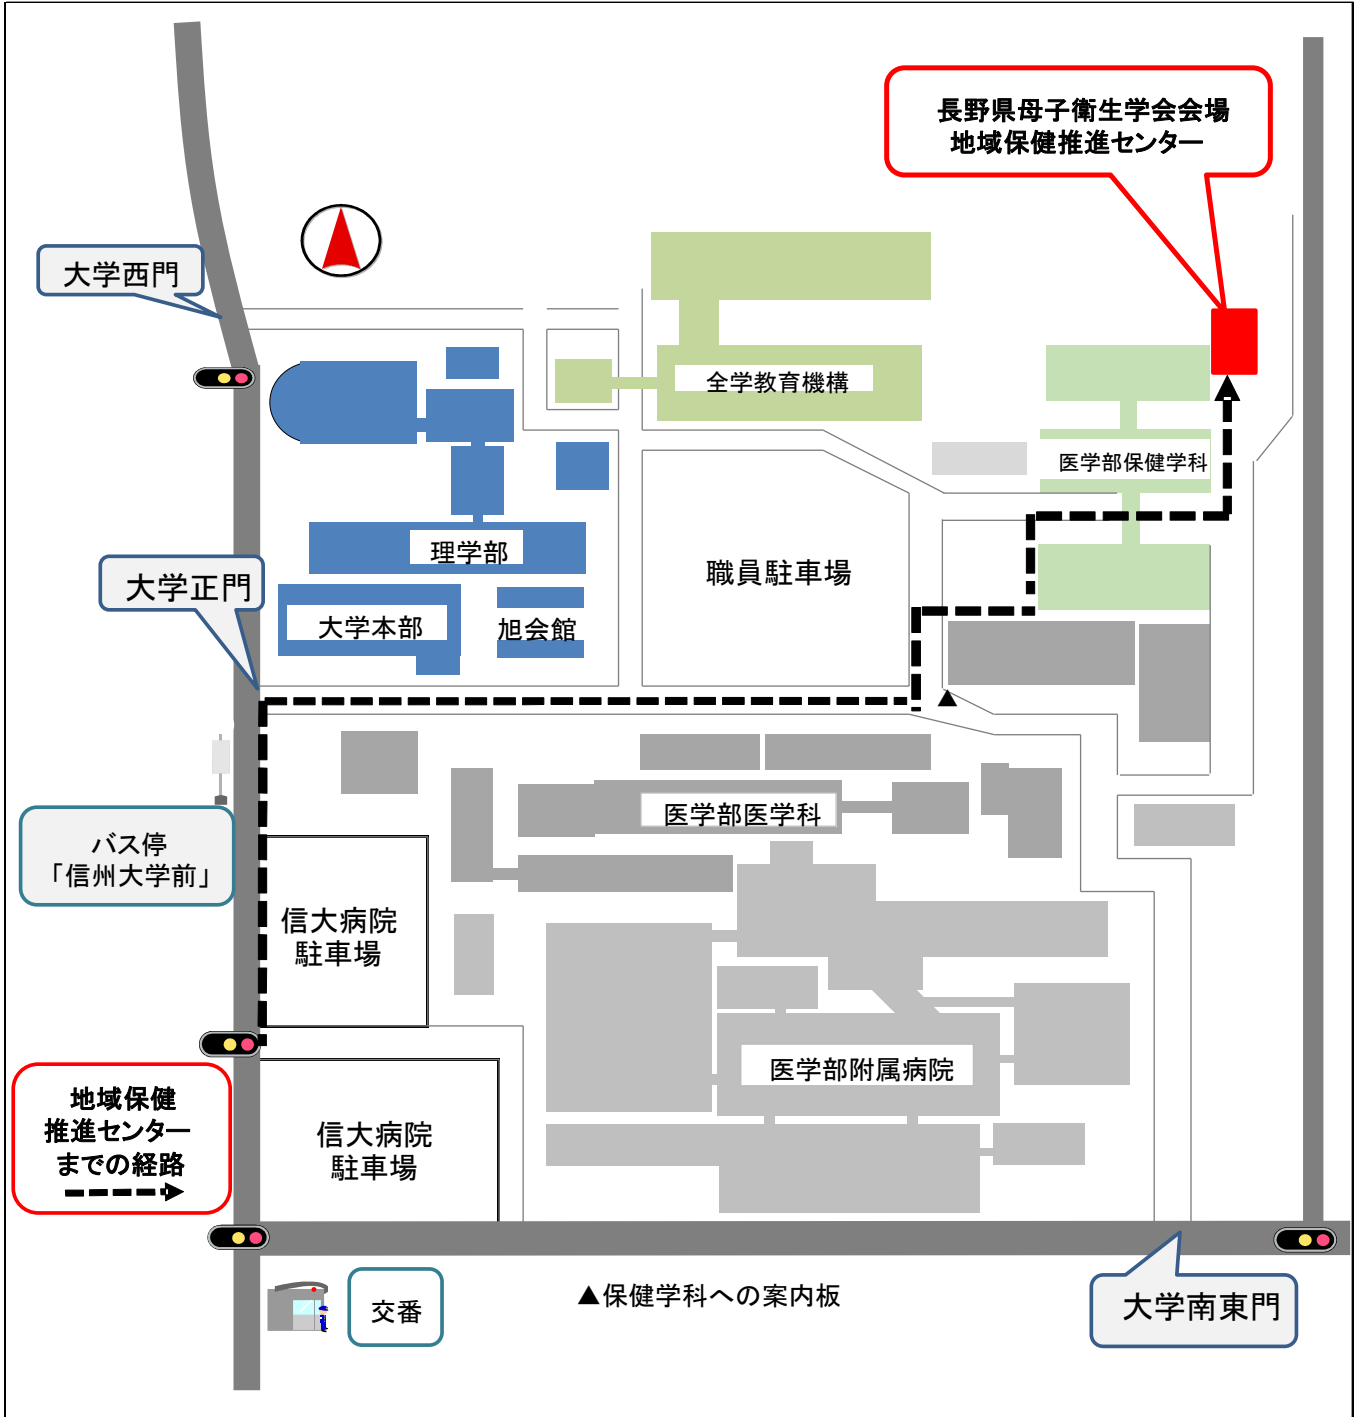 長野県母子衛生学会会場
地域保健推進センター
大学西門
全学教育機構
医学部保健学科
理学部
職員駐車場
大学正門
大学本部
旭会館
医学部医学科
バス停
「信州大学前」
信大病院
駐車場
医学部附属病院
地域保健
推進センター
までの経路
信大病院
駐車場
交番
▲保健学科への案内板
大学南東門